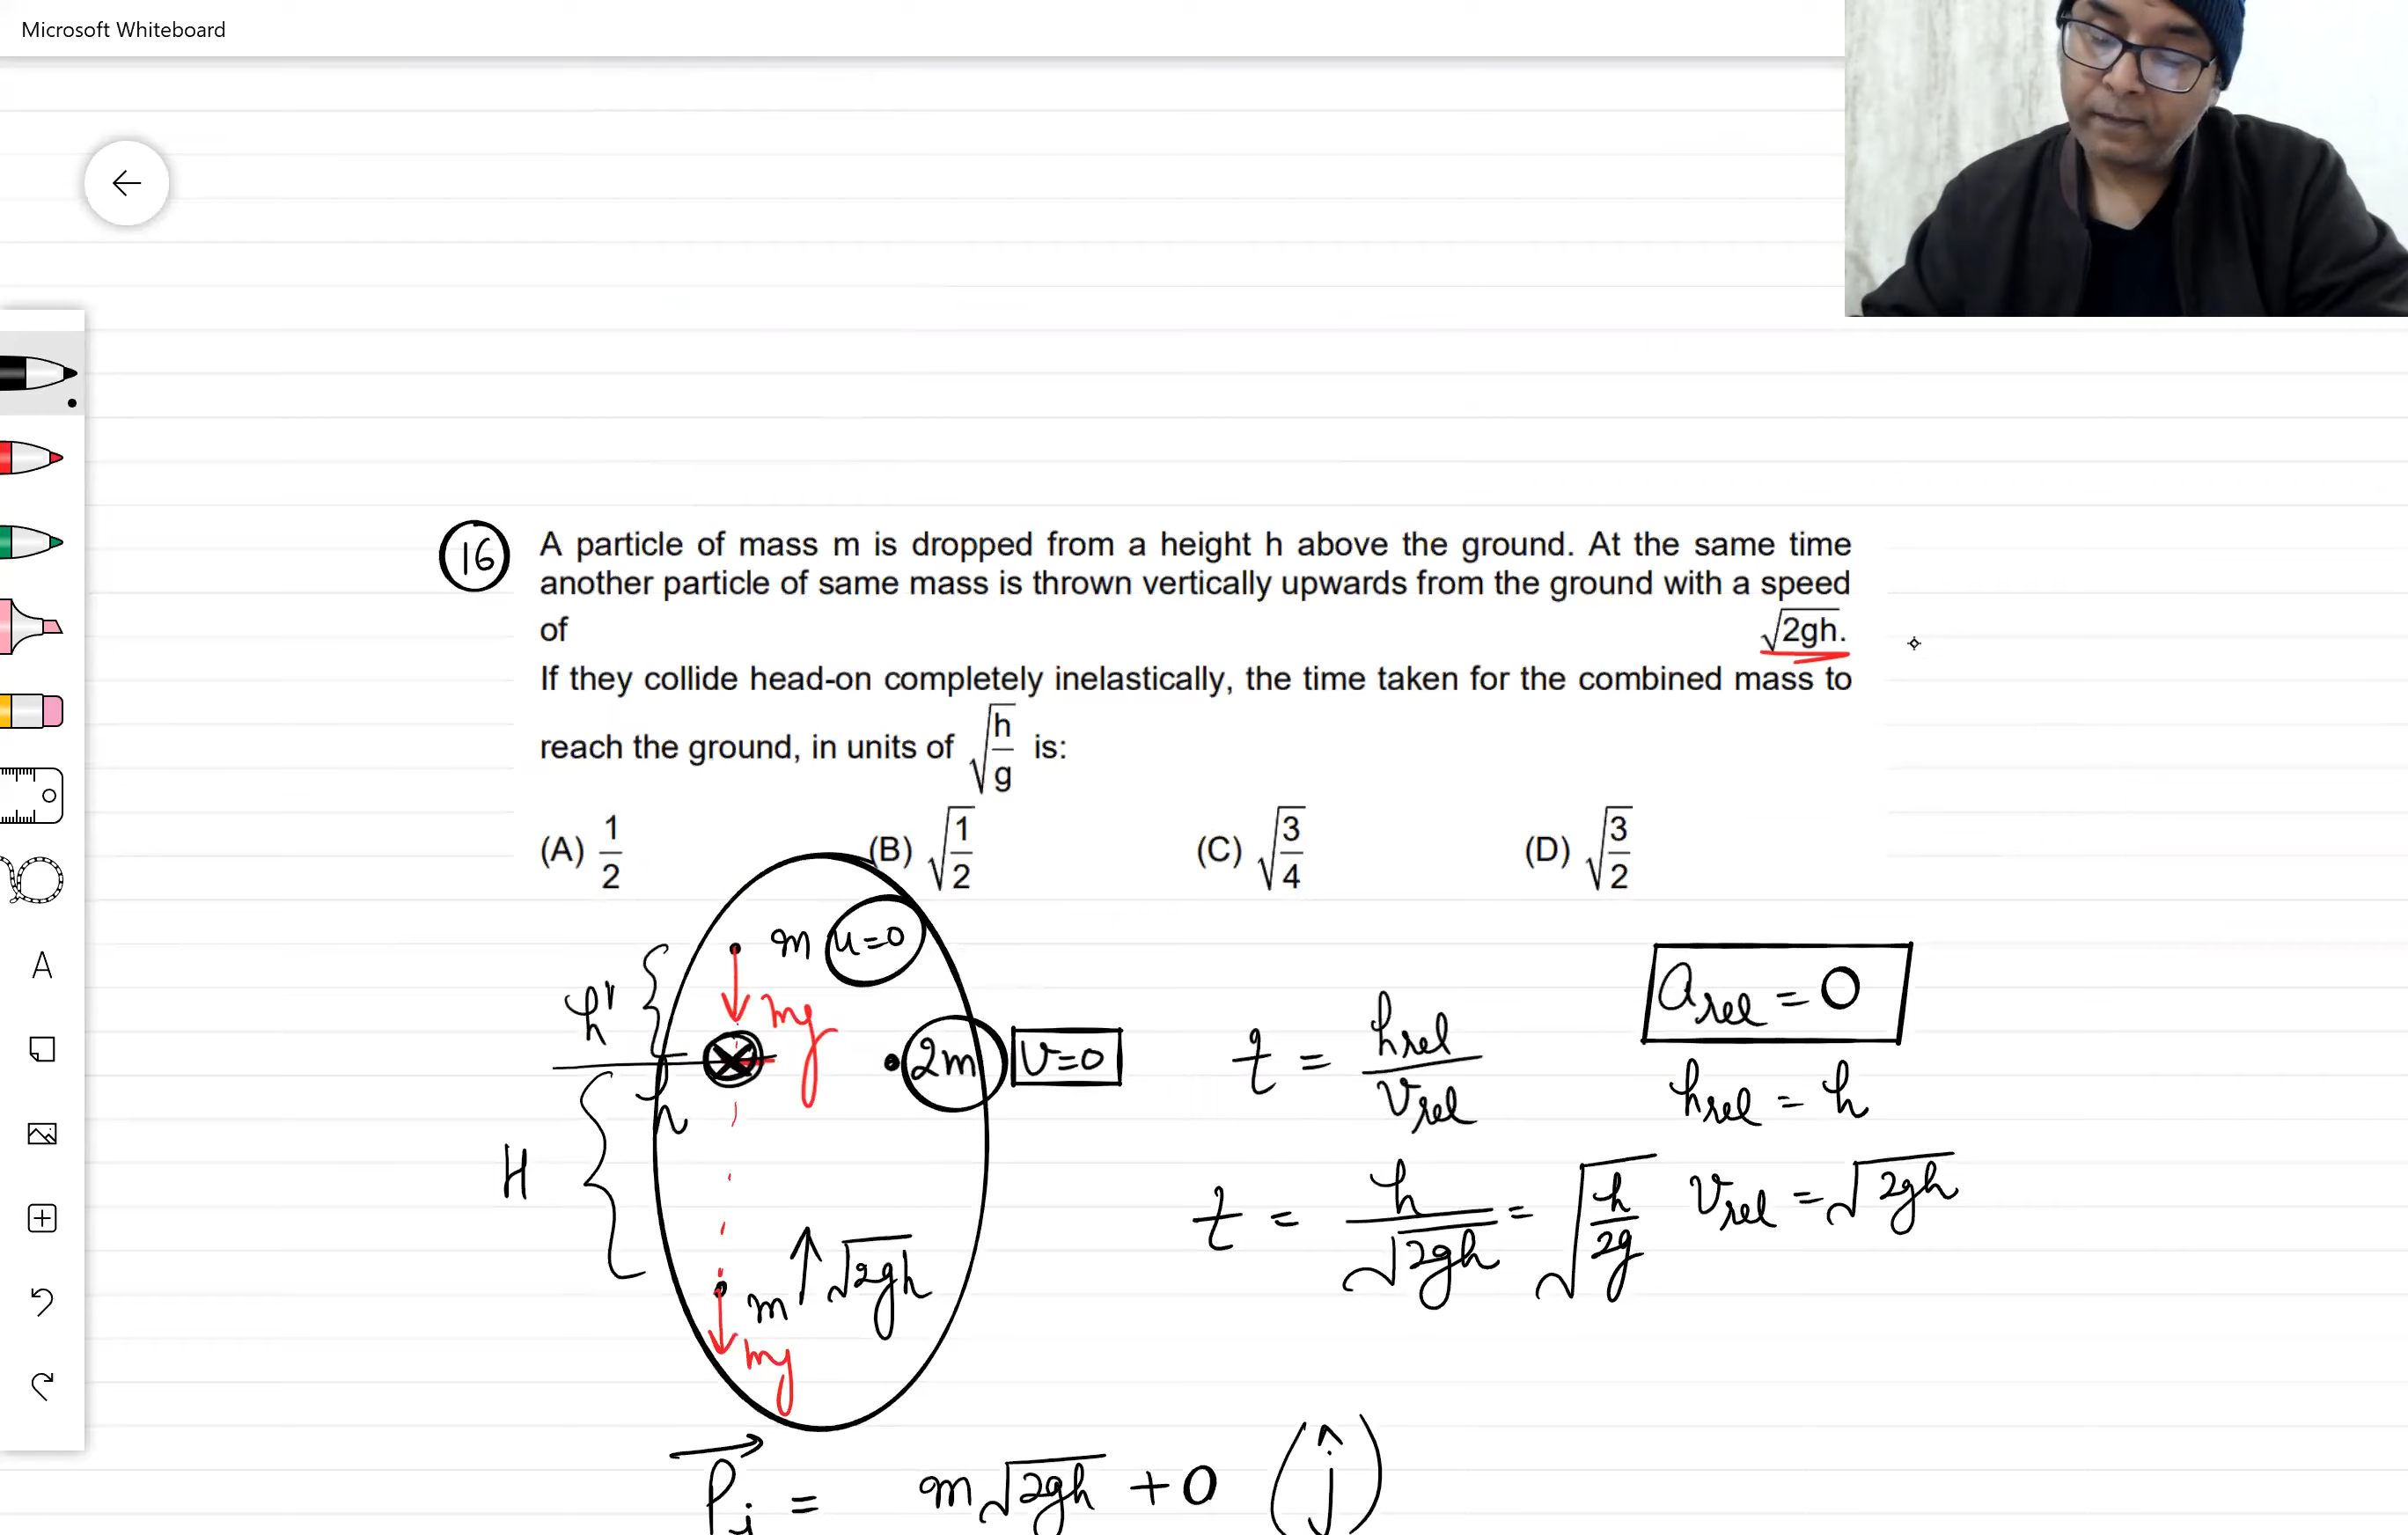 Microsoft Whiteboard
16
A particle of mass m is dropped from a height h above the ground. At the same time
another particle of same mass is thrown vertically upwards from the ground with a speed
of √2gh.
If they collide head-on completely inelastically, the time taken for the combined mass to
reach the ground, in units of √(h/g) is:
(A) 1/2 (B) √(1/2) (C) √(3/4) (D) √(3/2)
m u=0
h'
mg
2m v=0
h
H
m ↑ √2gh
mg
t = h_rel/v_rel
a_rel = 0
h_rel = h
t = h/√2gh = √(h/2g)
v_rel = √2gh
P_i = m√2gh + 0 (ĵ)
A